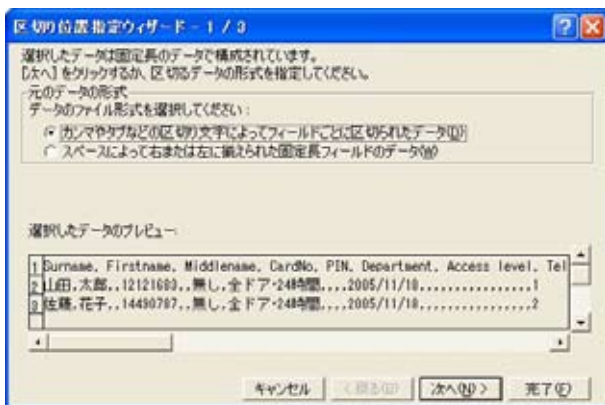 区切り位置指定ウィザード - 1 / 3
選択したデータは固定長のデータで構成されています。
[次へ] をクリックするか、区切るデータの形式を指定してください。
元のデータの形式
データのファイル形式を選択してください:
カンマやタブなどの区切り文字によってフィールドごとに区切られたデータ(D)
スペースによって右または左に揃えられた固定長フィールドのデータ(W)
選択したデータのプレビュー:
1 Surname, Firstname, Middlename, CardNo, PIN, Department, Access level, Tel
2 山田,太郎,,12121603,,無し,全ドア-24時間,,,,2005/11/18,,,,,,,,,,,,,,1
3 佐藤,花子,,14490787,,無し,全ドア-24時間,,,,2005/11/18,,,,,,,,,,,,,,2
キャンセル < 戻る(B) 次へ(N) > 完了(F)